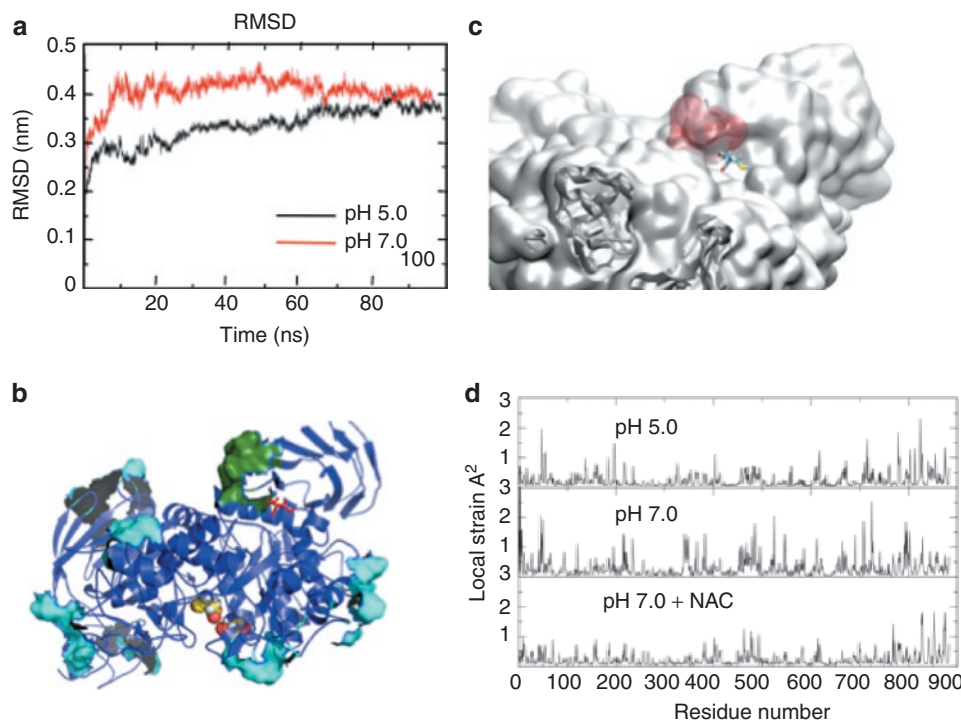 a
RMSD
0.5
0.4
0.3
0.2
0.1
0
RMSD (nm)
pH 5.0
pH 7.0
100
20 40 60 80
Time (ns)
b
c
d
3
2
1
3
2
1
3
2
1
Local strain A²
pH 5.0
pH 7.0
pH 7.0 + NAC
0 100 200 300 400 500 600 700 800 900
Residue number